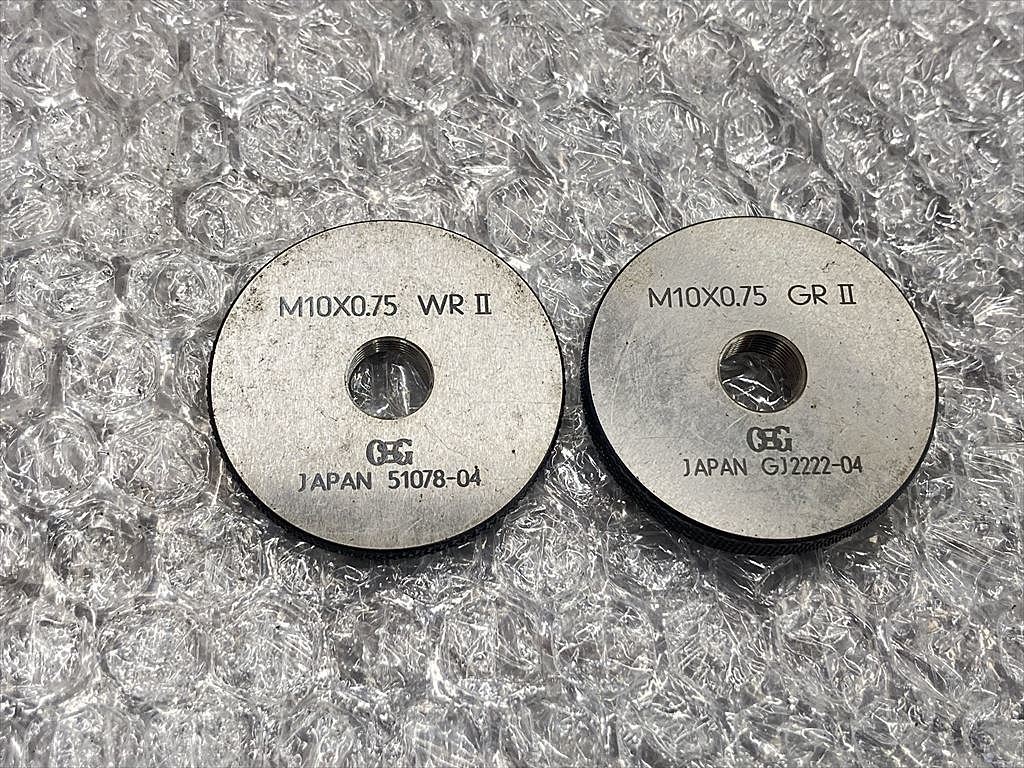 M10X0.75 WR II
OSG
JAPAN 51078-04
M10X0.75 GR II
OSG
JAPAN GJ2222-04